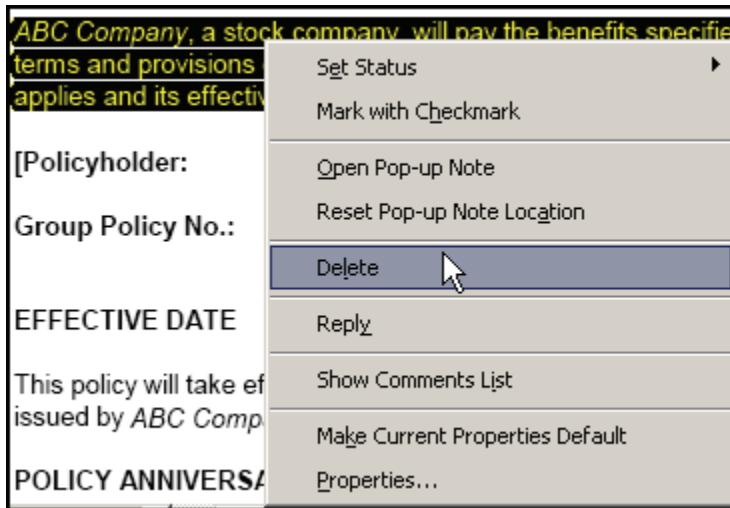 ABC Company, a stock company, will pay the benefits specifie
terms and provisions
applies and its effectiv
[Policyholder:
Group Policy No.:
EFFECTIVE DATE
This policy will take ef
issued by ABC Comp
POLICY ANNIVERSA
Set Status
Mark with Checkmark
Open Pop-up Note
Reset Pop-up Note Location
Delete
Reply
Show Comments List
Make Current Properties Default
Properties...